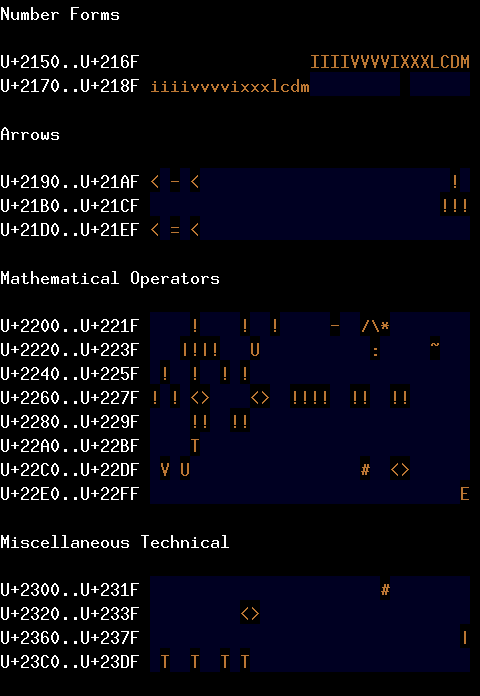 Number Forms
U+2150..U+216F IIIIVVVVIXXXLCDM
U+2170..U+218F iiiivvvvixxxlcdm
Arrows
U+2190..U+21AF < - < !
U+21B0..U+21CF !!!
U+21D0..U+21EF < = <
Mathematical Operators
U+2200..U+221F ! ! ! - /\*
U+2220..U+223F |!|! U : ~
U+2240..U+225F ! ! ! !
U+2260..U+227F ! ! <> <> !!!! !! !!
U+2280..U+229F !! !!
U+22A0..U+22BF T
U+22C0..U+22DF V U # <>
U+22E0..U+22FF E
Miscellaneous Technical
U+2300..U+231F #
U+2320..U+233F <>
U+2360..U+237F |
U+23C0..U+23DF T T T T